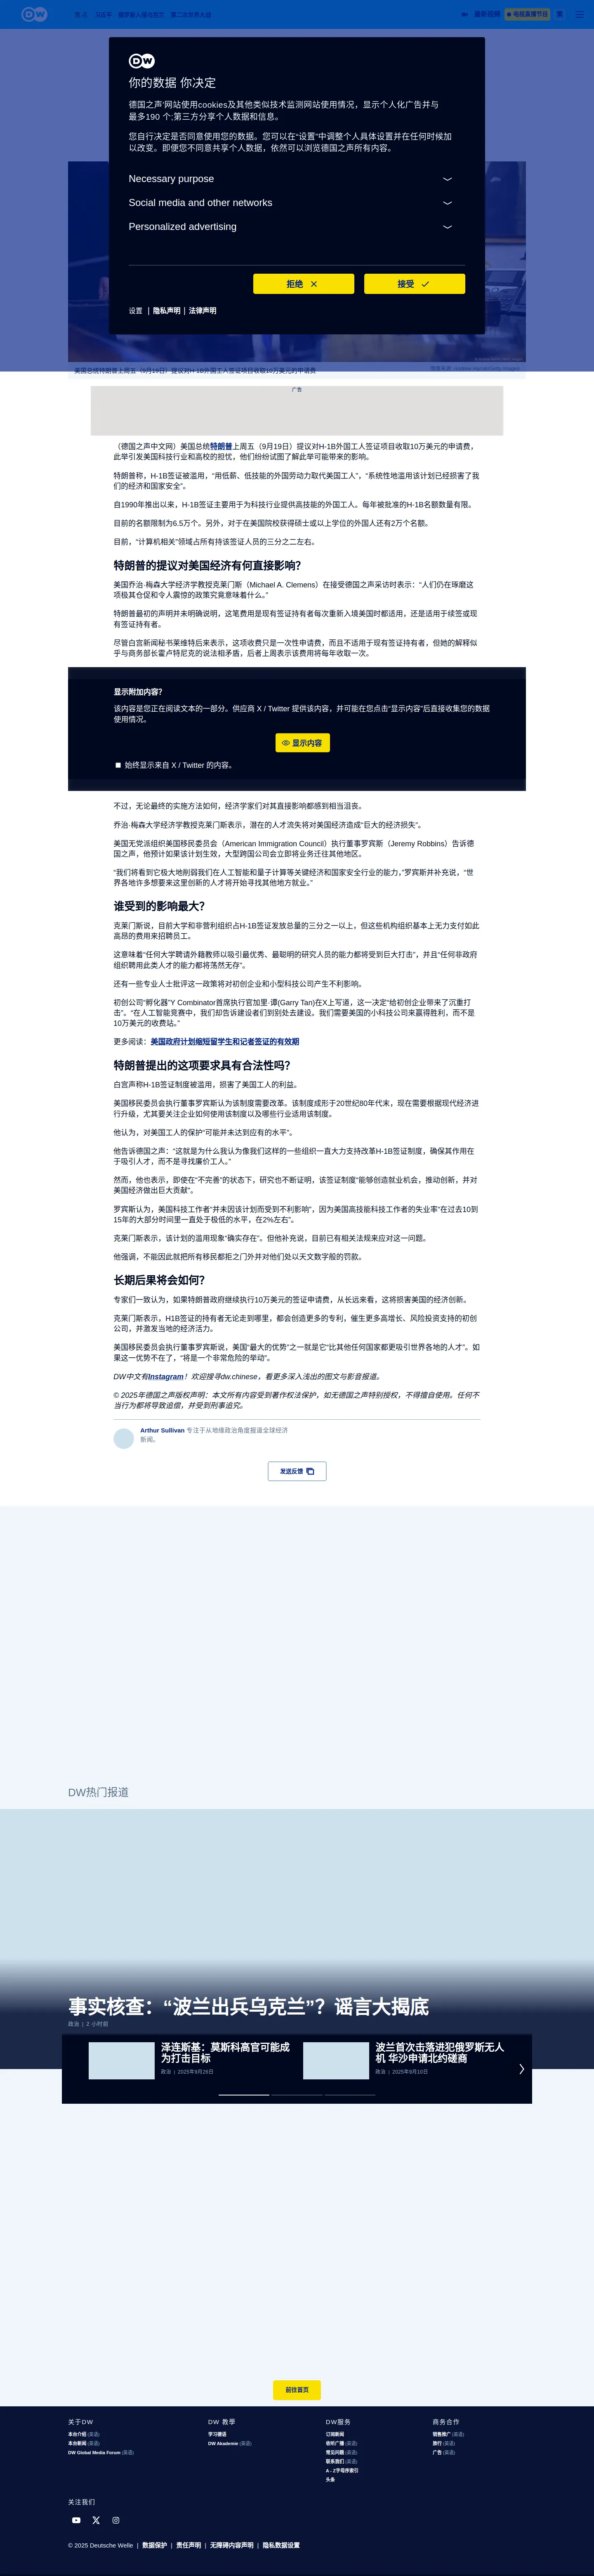 DW
焦点 习近平 俄罗斯入侵乌克兰 第二次世界大战
最新视频
电视直播节目
繁
DW
你的数据 你决定
德国之声'网站使用cookies及其他类似技术监测网站使用情况，显示个人化广告并与
最多190 个;第三方分享个人数据和信息。
您自行决定是否同意使用您的数据。您可以在“设置”中调整个人具体设置并在任何时候加
以改变。即便您不同意共享个人数据，依然可以浏览德国之声所有内容。
Necessary purpose
Social media and other networks
Personalized advertising
拒绝
接受
设置 | 隐私声明 | 法律声明
美国总统特朗普上周五（9月19日）提议对H-1B外国工人签证项目收取10万美元的申请费
图像来源: Andrew Harnik/Getty Images
广告
（德国之声中文网）美国总统特朗普上周五（9月19日）提议对H-1B外国工人签证项目收取10万美元的申请费，
此举引发美国科技行业和高校的担忧，他们纷纷试图了解此举可能带来的影响。
特朗普称，H-1B签证被滥用，“用低薪、低技能的外国劳动力取代美国工人”，“系统性地滥用该计划已经损害了我
们的经济和国家安全”。
自1990年推出以来，H-1B签证主要用于为科技行业提供高技能的外国工人。每年被批准的H-1B名额数量有限。
目前的名额限制为6.5万个。另外，对于在美国院校获得硕士或以上学位的外国人还有2万个名额。
目前，“计算机相关”领域占所有持该签证人员的三分之二左右。
特朗普的提议对美国经济有何直接影响?
美国乔治·梅森大学经济学教授克莱门斯（Michael A. Clemens）在接受德国之声采访时表示：“人们仍在琢磨这
项极其仓促和令人震惊的政策究竟意味着什么。”
特朗普最初的声明并未明确说明，这笔费用是现有签证持有者每次重新入境美国时都适用，还是适用于续签或现
有签证持有者。
尽管白宫新闻秘书莱维特后来表示，这项收费只是一次性申请费，而且不适用于现有签证持有者，但她的解释似
乎与商务部长霍卢特尼克的说法相矛盾，后者上周表示该费用将每年收取一次。
显示附加内容?
该内容是您正在阅读文本的一部分。供应商 X / Twitter 提供该内容，并可能在您点击“显示内容”后直接收集您的数据
使用情况。
显示内容
始终显示来自 X / Twitter 的内容。
不过，无论最终的实施方法如何，经济学家们对其直接影响都感到相当沮丧。
乔治·梅森大学经济学教授克莱门斯表示，潜在的人才流失将对美国经济造成“巨大的经济损失”。
美国无党派组织美国移民委员会（American Immigration Council）执行董事罗宾斯（Jeremy Robbins）告诉德
国之声，他预计如果该计划生效，大型跨国公司会立即将业务迁往其他地区。
“我们将看到它极大地削弱我们在人工智能和量子计算等关键经济和国家安全行业的能力，”罗宾斯并补充说，“世
界各地许多想要来这里创新的人才将开始寻找其他地方就业。”
谁受到的影响最大?
克莱门斯说，目前大学和非营利组织占H-1B签证发放总量的三分之一以上，但这些机构组织基本上无力支付如此
高昂的费用来招聘员工。
这意味着“任何大学聘请外籍教师以吸引最优秀、最聪明的研究人员的能力都将受到巨大打击”，并且“任何非政府
组织聘用此类人才的能力都将荡然无存”。
还有一些专业人士批评这一政策将对初创企业和小型科技公司产生不利影响。
初创公司“孵化器”Y Combinator首席执行官加里·谭(Garry Tan)在X上写道，这一决定“给初创企业带来了沉重打
击”。“在人工智能竞赛中，我们却告诉建设者们到别处去建设。我们需要美国的小科技公司来赢得胜利，而不是
10万美元的收费站。”
更多阅读：美国政府计划缩短留学生和记者签证的有效期
特朗普提出的这项要求具有合法性吗?
白宫声称H-1B签证制度被滥用，损害了美国工人的利益。
美国移民委员会执行董事罗宾斯认为该制度需要改革。该制度成形于20世纪80年代末，现在需要根据现代经济进
行升级，尤其要关注企业如何使用该制度以及哪些行业适用该制度。
他认为，对美国工人的保护“可能并未达到应有的水平”。
他告诉德国之声：“这就是为什么我认为像我们这样的一些组织一直大力支持改革H-1B签证制度，确保其作用在
于吸引人才，而不是寻找廉价工人。”
然而，他也表示，即使在“不完善”的状态下，研究也不断证明，该签证制度“能够创造就业机会，推动创新，并对
美国经济做出巨大贡献”。
罗宾斯认为，美国科技工作者“并未因该计划而受到不利影响”，因为美国高技能科技工作者的失业率“在过去10到
15年的大部分时间里一直处于极低的水平，在2%左右”。
克莱门斯表示，该计划的滥用现象“确实存在”。但他补充说，目前已有相关法规来应对这一问题。
他强调，不能因此就把所有移民都拒之门外并对他们处以天文数字般的罚款。
长期后果将会如何?
专家们一致认为，如果特朗普政府继续执行10万美元的签证申请费，从长远来看，这将损害美国的经济创新。
克莱门斯表示，H1B签证的持有者无论走到哪里，都会创造更多的专利，催生更多高增长、风险投资支持的初创
公司，并激发当地的经济活力。
美国移民委员会执行董事罗宾斯说，美国“最大的优势”之一就是它“比其他任何国家都更吸引世界各地的人才”。如
果这一优势不在了，“将是一个非常危险的举动”。
DW中文有Instagram！欢迎搜寻dw.chinese，看更多深入浅出的图文与影音报道。
© 2025年德国之声版权声明：本文所有内容受到著作权法保护，如无德国之声特别授权，不得擅自使用。任何不
当行为都将导致追偿，并受到刑事追究。
Arthur Sullivan 专注于从地缘政治角度报道全球经济
新闻。
发送反馈
DW热门报道
事实核查：“波兰出兵乌克兰”？谣言大揭底
政治 | 2 小时前
泽连斯基：莫斯科高官可能成
为打击目标
政治 | 2025年9月26日
波兰首次击落进犯俄罗斯无人
机 华沙申请北约磋商
政治 | 2025年9月10日
前往首页
关于DW
本台介绍 (英语)
本台新闻 (英语)
DW Global Media Forum (英语)
DW 教學
学习德语
DW Akademie (英语)
DW服务
订阅新闻
收听广播 (英语)
常见问题 (英语)
联系我们 (英语)
A - Z字母序索引
头条
商务合作
销售推广 (英语)
旅行 (英语)
广告 (英语)
关注我们
© 2025 Deutsche Welle | 数据保护 | 责任声明 | 无障碍内容声明 | 隐私数据设置